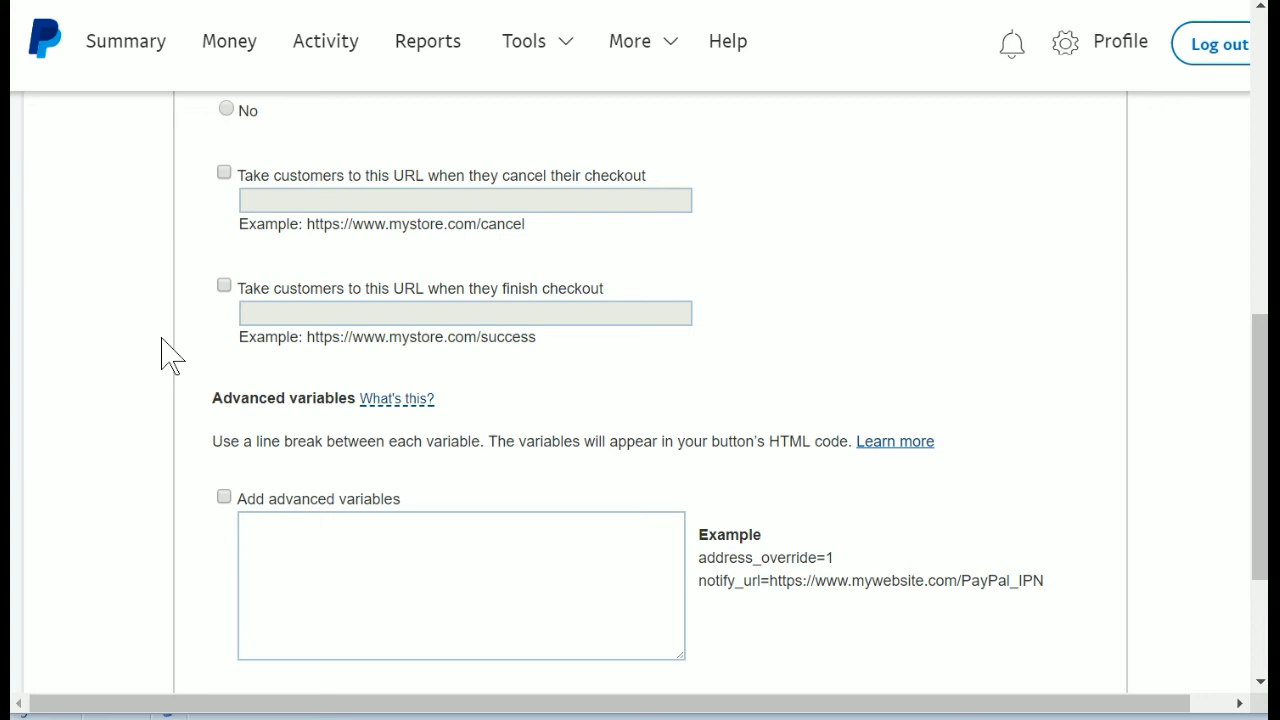 Summary Money Activity Reports Tools More Help Profile Log out
No
Take customers to this URL when they cancel their checkout
Example: https://www.mystore.com/cancel
Take customers to this URL when they finish checkout
Example: https://www.mystore.com/success
Advanced variables What's this?
Use a line break between each variable. The variables will appear in your button's HTML code. Learn more
Add advanced variables
Example
address_override=1
notify_url=https://www.mywebsite.com/PayPal_IPN